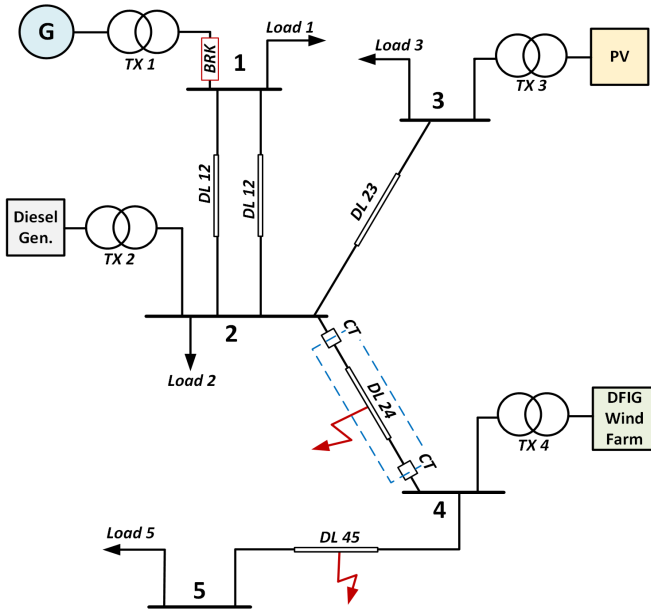 G
TX 1
BRK
1
Load 1
Load 3
3
TX 3
PV
DL 12
DL 12
DL 23
Diesel
Gen.
TX 2
2
Load 2
CT
DL 24
CT
DFIG
Wind
Farm
TX 4
4
Load 5
DL 45
5